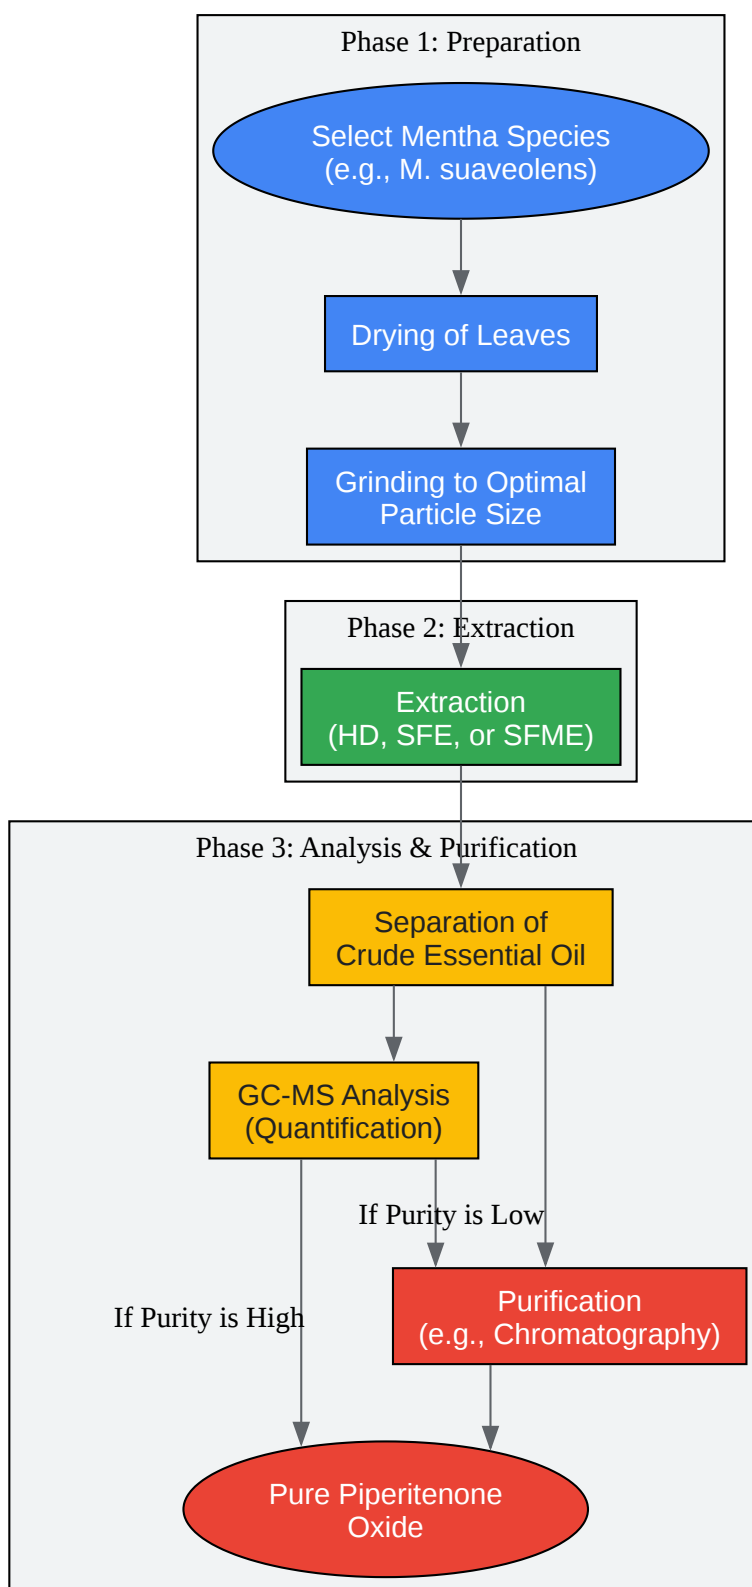 Phase 1: Preparation
Select Mentha Species
(e.g., M. suaveolens)
Drying of Leaves
Grinding to Optimal
Particle Size
Phase 2: Extraction
Extraction
(HD, SFE, or SFME)
Phase 3: Analysis & Purification
Separation of
Crude Essential Oil
GC-MS Analysis
(Quantification)
If Purity is Low
Purification
(e.g., Chromatography)
If Purity is High
Pure Piperitenone
Oxide